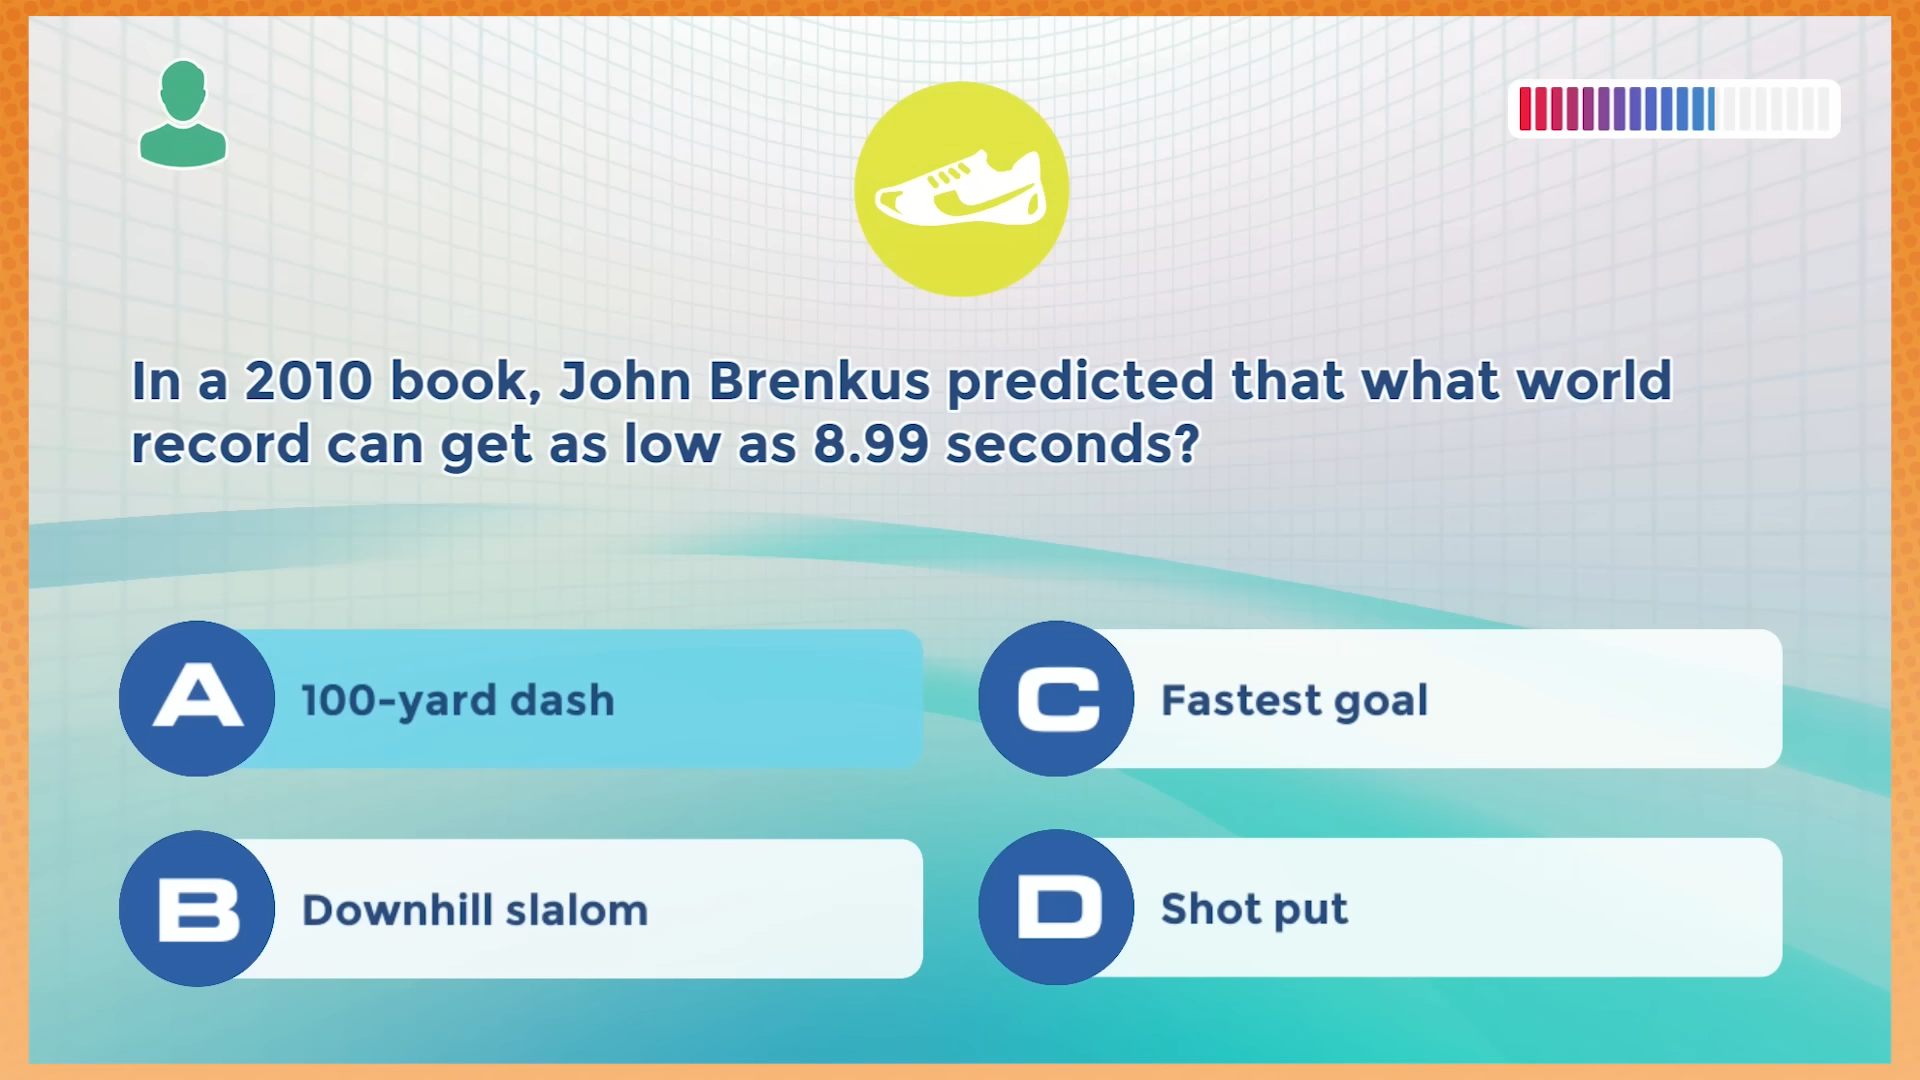 In a 2010 book, John Brenkus predicted that what world
record can get as low as 8.99 seconds?
A 100-yard dash
C Fastest goal
B Downhill slalom
D Shot put